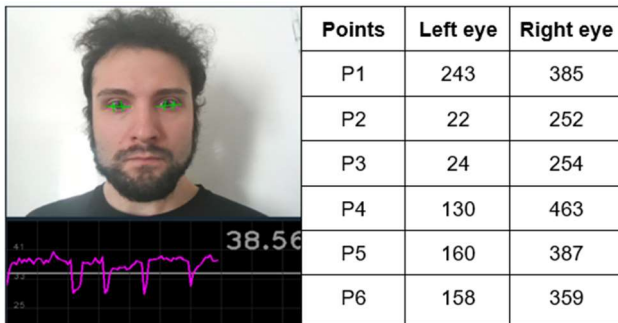 Points Left eye Right eye
P1 243 385
P2 22 252
P3 24 254
P4 130 463
P5 160 387
P6 158 359
38.56
41
33
25